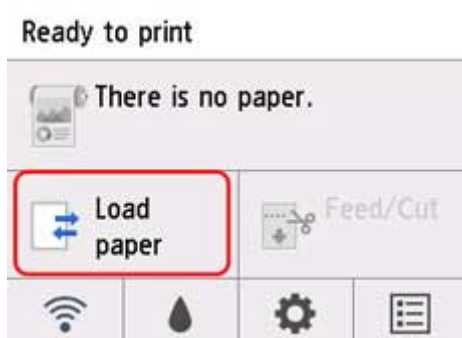 Ready to print
There is no paper.
Load
paper
Feed/Cut